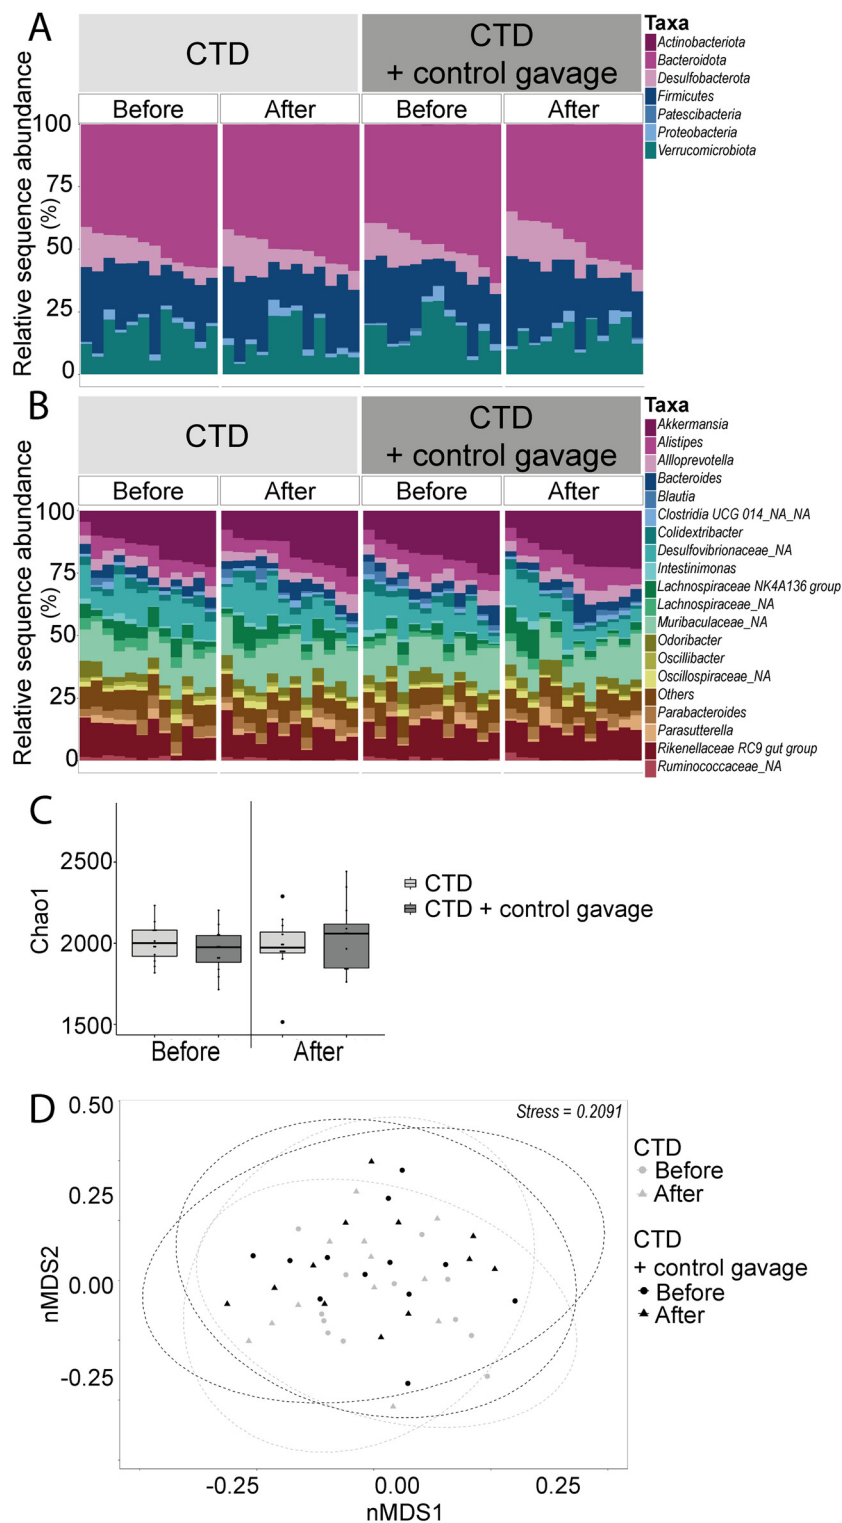 A
CTD
CTD
+ control gavage
Before
After
Before
After
Relative sequence abundance
(%)
100
75
50
25
0
Taxa
Actinobacteriota
Bacteroidota
Desulfobacterota
Firmicutes
Patescibacteria
Proteobacteria
Verrucomicrobiota
B
CTD
CTD
+ control gavage
Before
After
Before
After
Relative sequence abundance
(%)
100
75
50
25
0
Taxa
Akkermansia
Alistipes
Allloprevotella
Bacteroides
Blautia
Clostridia UCG 014_NA_NA
Colidextribacter
Desulfovibrionaceae_NA
Intestinimonas
Lachnospiraceae NK4A136 group
Lachnospiraceae_NA
Muribaculaceae_NA
Odoribacter
Oscillibacter
Oscillospiraceae_NA
Others
Parabacteroides
Parasutterella
Rikenellaceae RC9 gut group
Ruminococcaceae_NA
C
Chao1
2500
2000
1500
Before
After
CTD
CTD + control gavage
D
Stress = 0.2091
nMDS2
0.50
0.25
0.00
-0.25
-0.25
0.00
0.25
nMDS1
CTD
Before
After
CTD
+ control gavage
Before
After